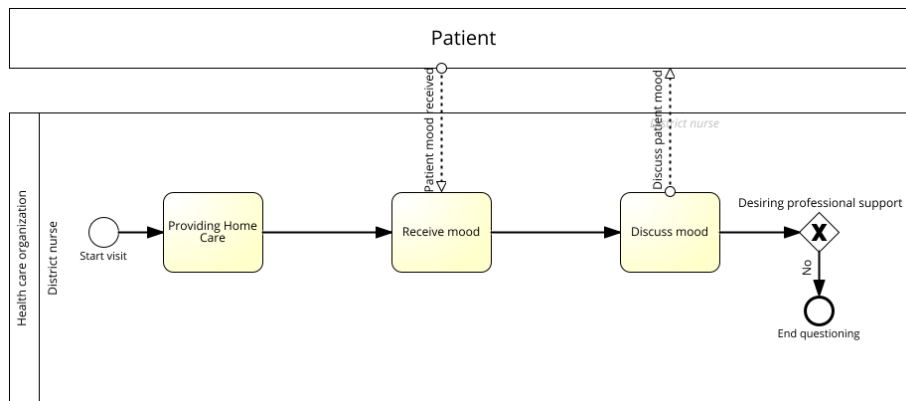 Patient
Patient mood received
Discuss patient mood
District nurse
Health care organization
District nurse
Start visit
Providing Home
Care
Receive mood
Discuss mood
Desiring professional support
No
End questioning